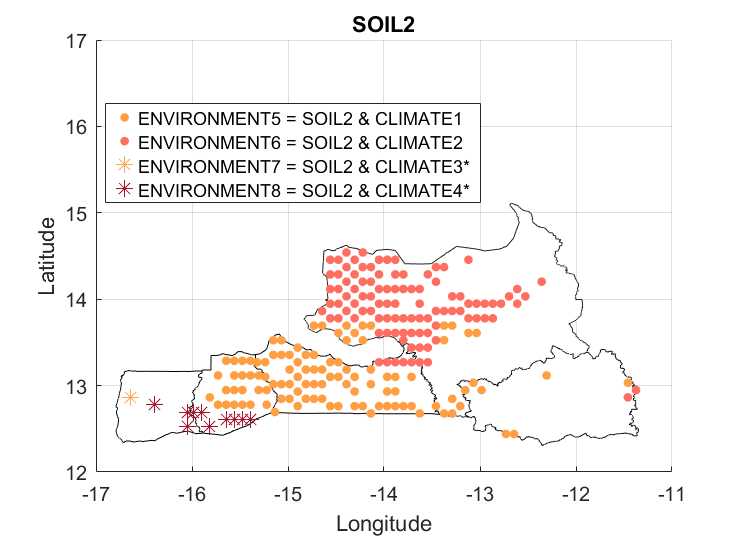 SOIL2
17
16
15
14
13
12
Latitude
ENVIRONMENT5 = SOIL2 & CLIMATE1
ENVIRONMENT6 = SOIL2 & CLIMATE2
ENVIRONMENT7 = SOIL2 & CLIMATE3*
ENVIRONMENT8 = SOIL2 & CLIMATE4*
-17 -16 -15 -14 -13 -12 -11
Longitude